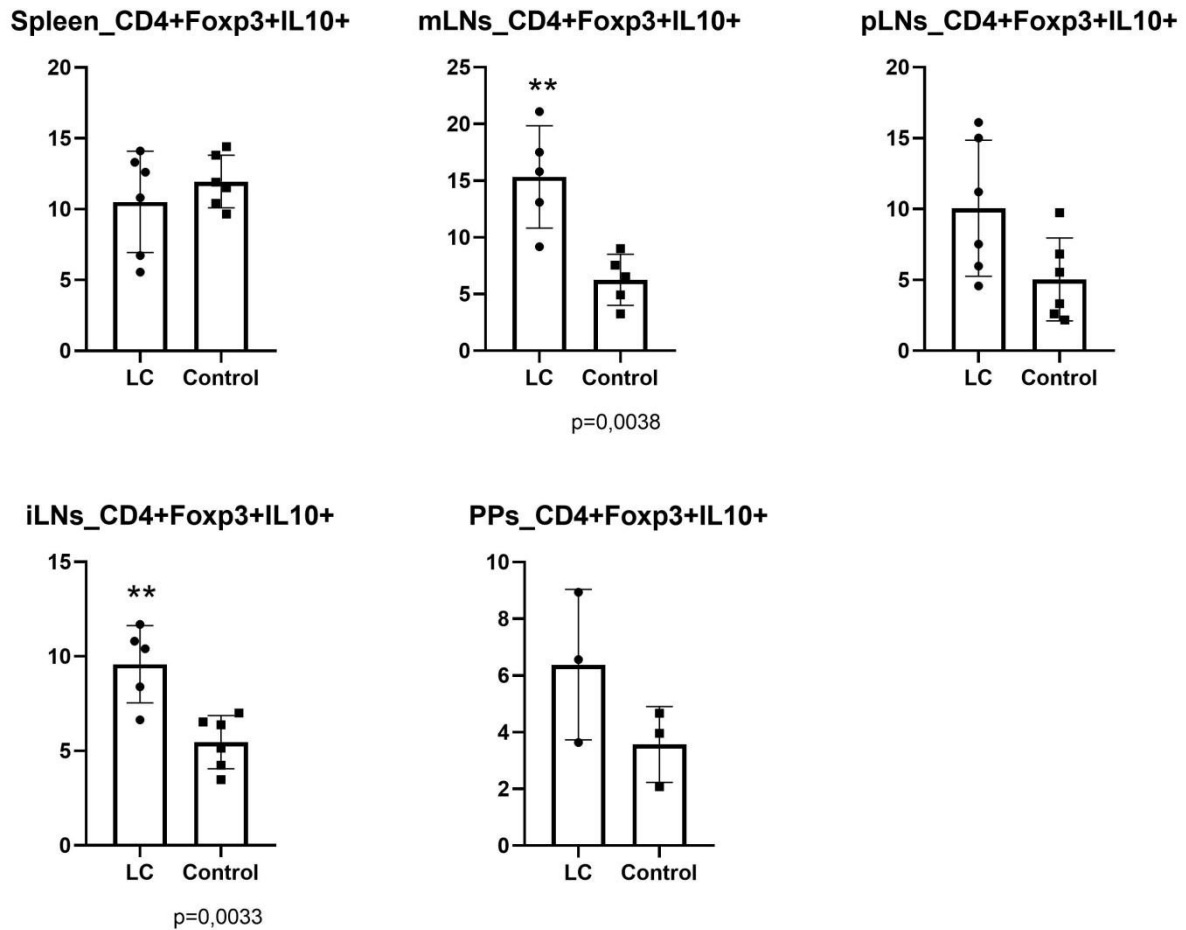 Spleen_CD4+Foxp3+IL10+
20
15
10
5
0
LC Control
mLNs_CD4+Foxp3+IL10+
25
20
15
10
5
0
**
LC Control
p=0,0038
pLNs_CD4+Foxp3+IL10+
20
15
10
5
0
LC Control
iLNs_CD4+Foxp3+IL10+
15
10
5
0
**
LC Control
p=0,0033
PPs_CD4+Foxp3+IL10+
10
8
6
4
2
0
LC Control